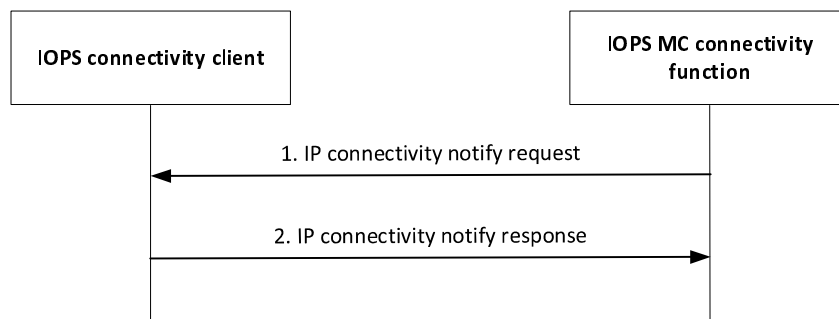 IOPS connectivity client
IOPS MC connectivity
function
1. IP connectivity notify request
2. IP connectivity notify response